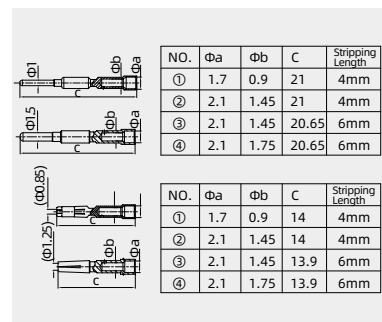 Φ1
Φb
Φa
C
Φ1.5
Φb
Φa
C
NO. Φa Φb C Stripping Length
① 1.7 0.9 21 4mm
② 2.1 1.45 21 4mm
③ 2.1 1.45 20.65 6mm
④ 2.1 1.75 20.65 6mm
(Φ0.85)
Φb
Φa
C
(Φ1.25)
Φb
Φa
C
NO. Φa Φb C Stripping Length
① 1.7 0.9 14 4mm
② 2.1 1.45 14 4mm
③ 2.1 1.45 13.9 6mm
④ 2.1 1.75 13.9 6mm